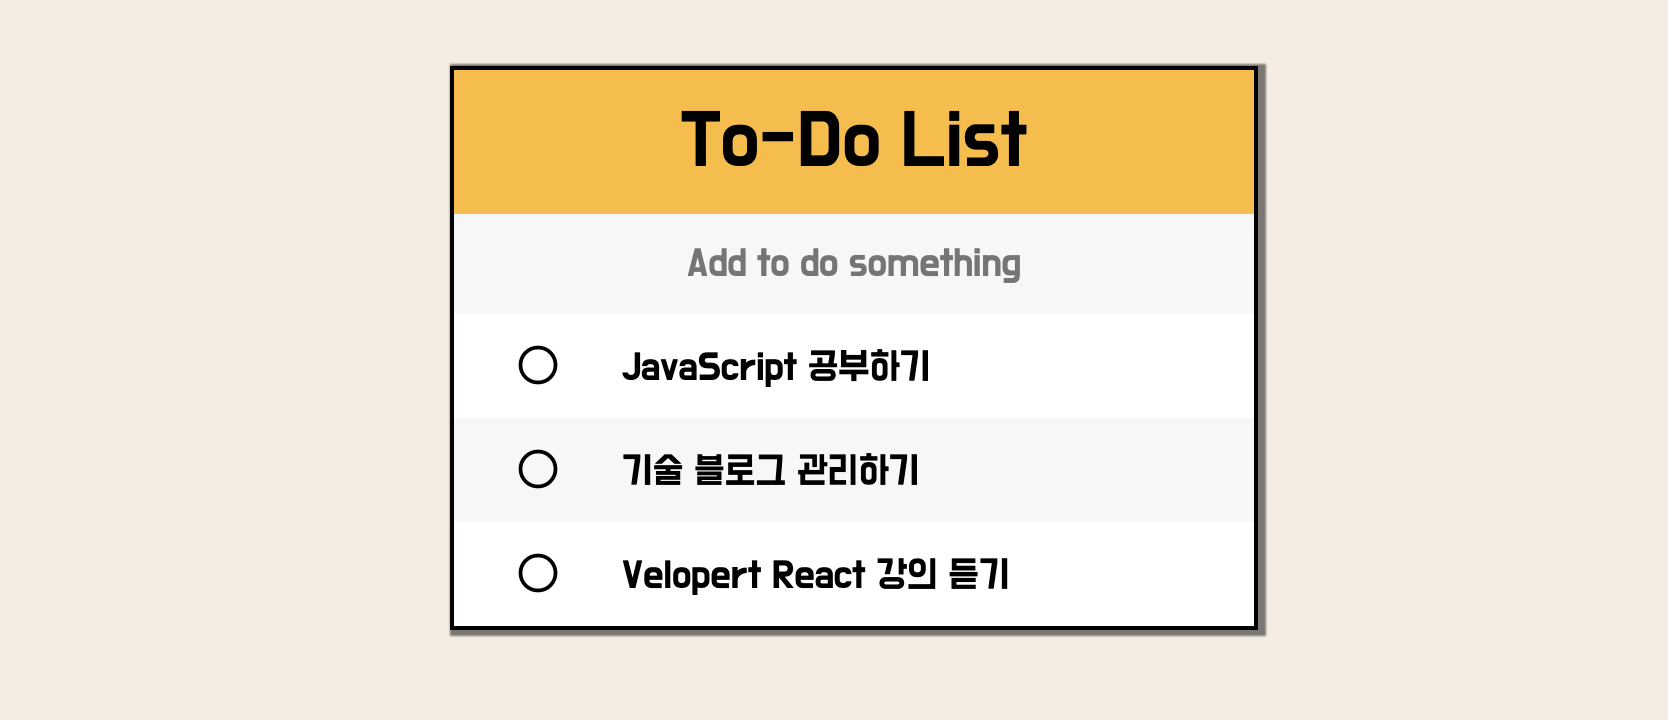 To-Do List
Add to do something
JavaScript 공부하기
기술 블로그 관리하기
Velopert React 강의 듣기